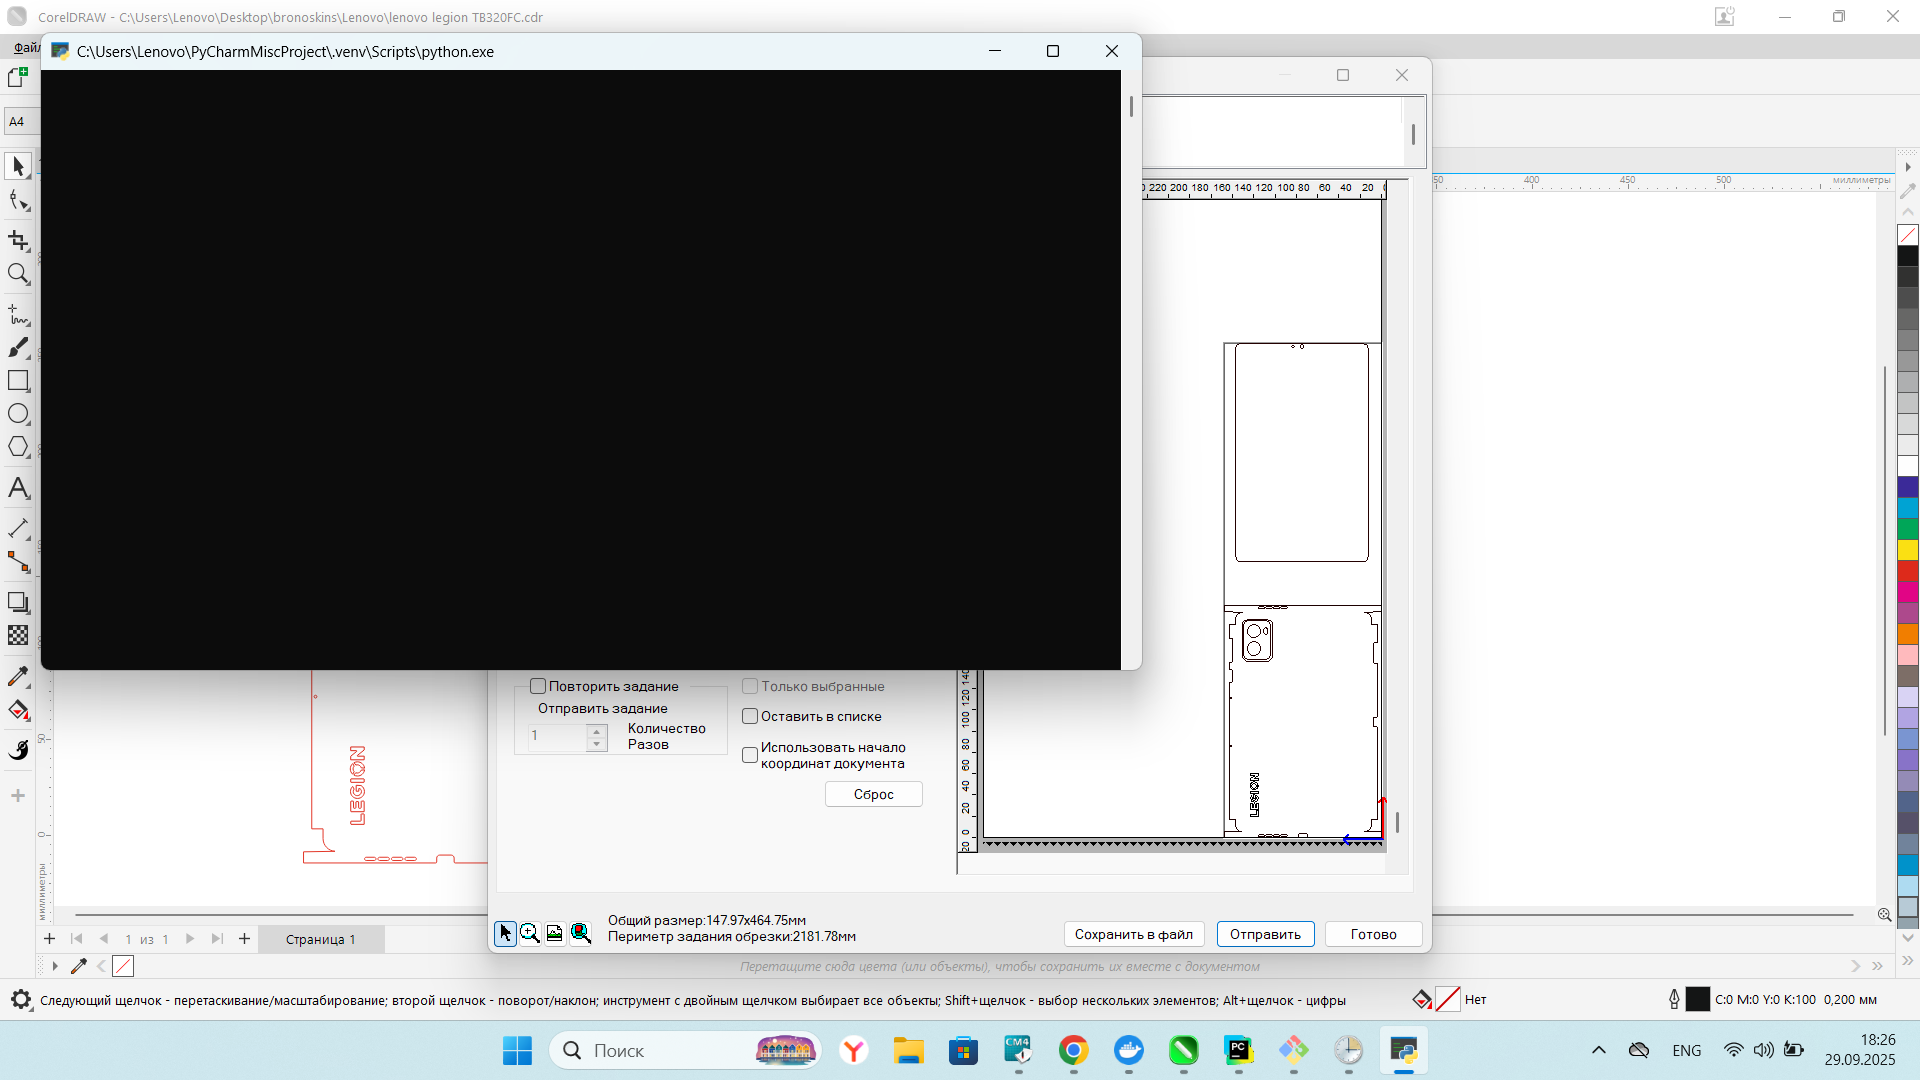 CorelDRAW - C:\Users\Lenovo\Desktop\bronoskins\Lenovo\lenovo legion TB320FC.cdr
Файл
C:\Users\Lenovo\PyCharmMiscProject\.venv\Scripts\python.exe
A4
220 200 180 160 140 120 100 80 60 40 20
400 450 500 миллиметры
Повторить задание
Отправить задание
1
Количество
Разов
Только выбранные
Оставить в списке
Использовать начало
координат документа
Сброс
140 120 100 80 60 40 20 0 20
LEGION
LEGION
50
0
миллиметры
1 из 1
Страница 1
Общий размер:147.97x464.75мм
Периметр задания обрезки:2181.78мм
Сохранить в файл
Отправить
Готово
Перетащите сюда цвета (или объекты), чтобы сохранить их вместе с документом
Следующий щелчок - перетаскивание/масштабирование; второй щелчок - поворот/наклон; инструмент с двойным щелчком выбирает все объекты; Shift+щелчок - выбор нескольких элементов; Alt+щелчок - цифры
Нет
C:0 M:0 Y:0 K:100 0,200 мм
Поиск
CM4
PC
ENG
18:26
29.09.2025